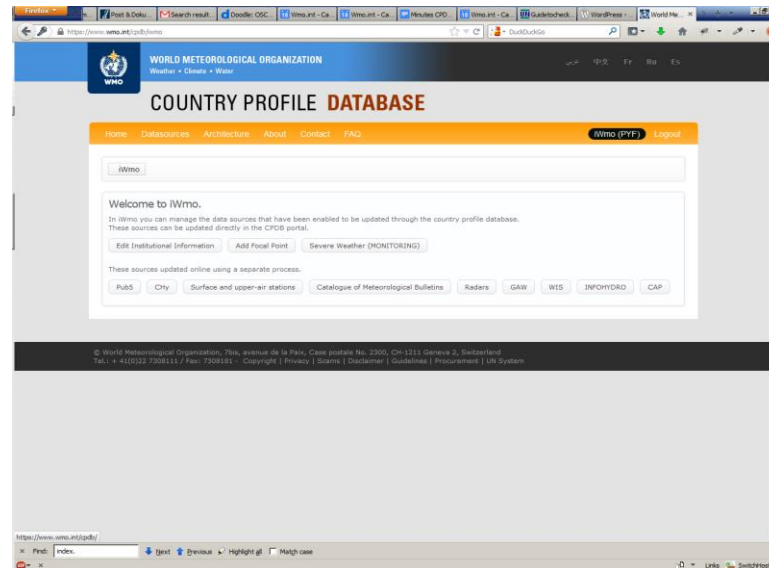 Firefox
Post & Doku... Search result... Doodle: OSC... Wmo.int - Ca... Wmo.int - Ca... Minutes CPD... Wmo.int - Ca... Guidetocheck... WordPress › ... World Me... ×
https://www.wmo.int/cpdb/iwmo DuckDuckGo
WORLD METEOROLOGICAL ORGANIZATION
Weather • Climate • Water
عربي 中文 Fr Ru Es
WMO
COUNTRY PROFILE DATABASE
Home Datasources Architecture About Contact FAQ iWmo (PYF) Logout
iWmo
Welcome to iWmo.
In iWmo you can manage the data sources that have been enabled to be updated through the country profile database.
These sources can be updated directly in the CPDB portal.
Edit Institutional Information Add Focal Point Severe Weather (MONITORING)
These sources updated online using a separate process.
Pub5 CHy Surface and upper-air stations Catalogue of Meteorological Bulletins Radars GAW WIS INFOHYDRO CAP
© World Meteorological Organization, 7bis, avenue de la Paix, Case postale No. 2300, CH-1211 Geneva 2, Switzerland
Tel.: + 41(0)22 7308111 / Fax: 7308181 - Copyright | Privacy | Scams | Disclaimer | Guidelines | Procurement | UN System
https://www.wmo.int/cpdb/
× Find: index. Next Previous Highlight all Match case
Links SwitchHost